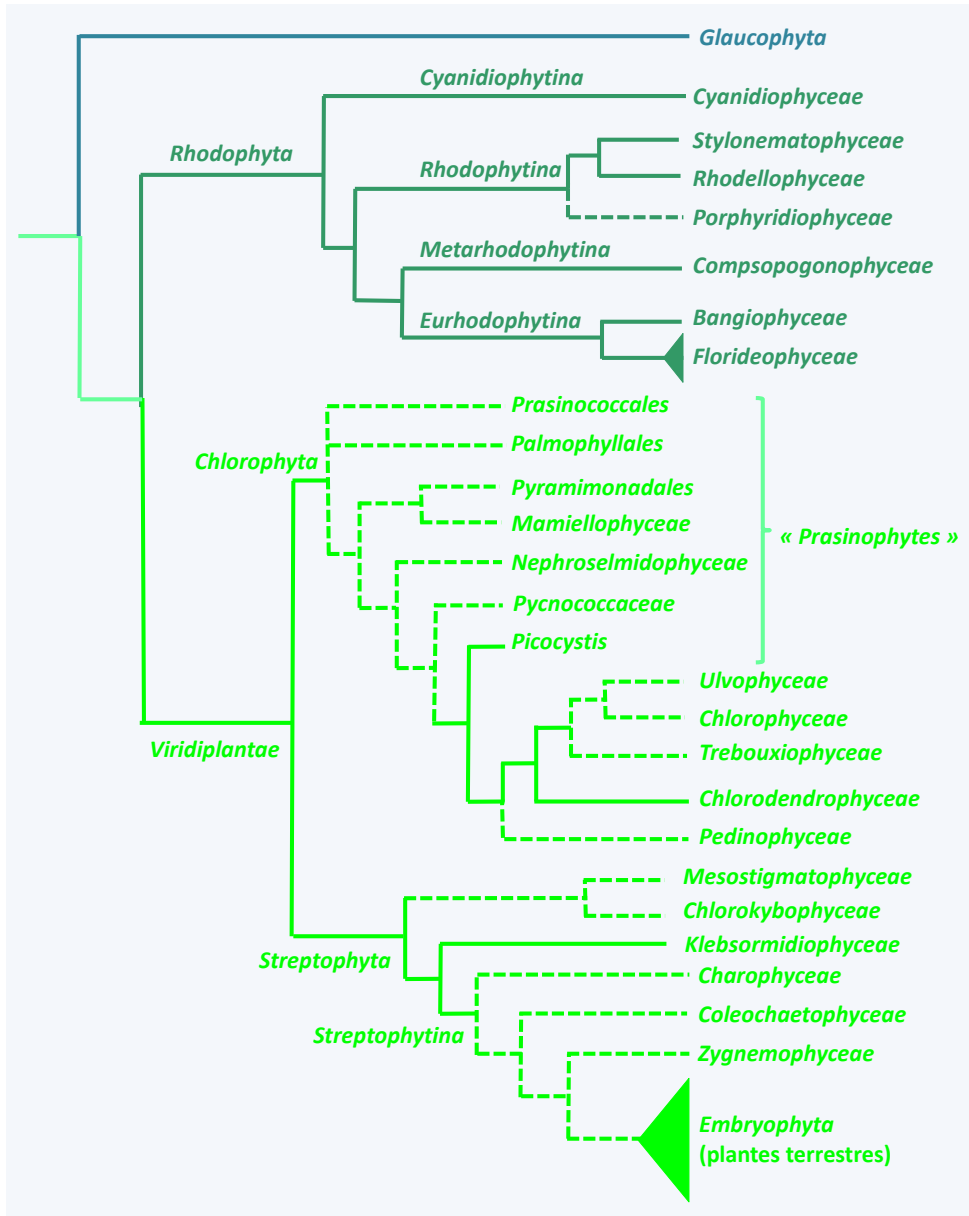 Glaucophyta
Cyanidiophytina
Cyanidiophyceae
Rhodophyta
Stylonematophyceae
Rhodophytina
Rhodellophyceae
Porphyridiophyceae
Metarhodophytina
Compsopogonophyceae
Eurhodophytina
Bangiophyceae
Florideophyceae
Prasinococcales
Chlorophyta
Palmophyllales
Pyramimonadales
Mamiellophyceae
« Prasinophytes »
Nephroselmidophyceae
Pycnococcaceae
Picocystis
Ulvophyceae
Chlorophyceae
Viridiplantae
Trebouxiophyceae
Chlorodendrophyceae
Pedinophyceae
Mesostigmatophyceae
Chlorokybophyceae
Klebsormidiophyceae
Streptophyta
Charophyceae
Coleochaetophyceae
Streptophytina
Zygnemophyceae
Embryophyta
(plantes terrestres)